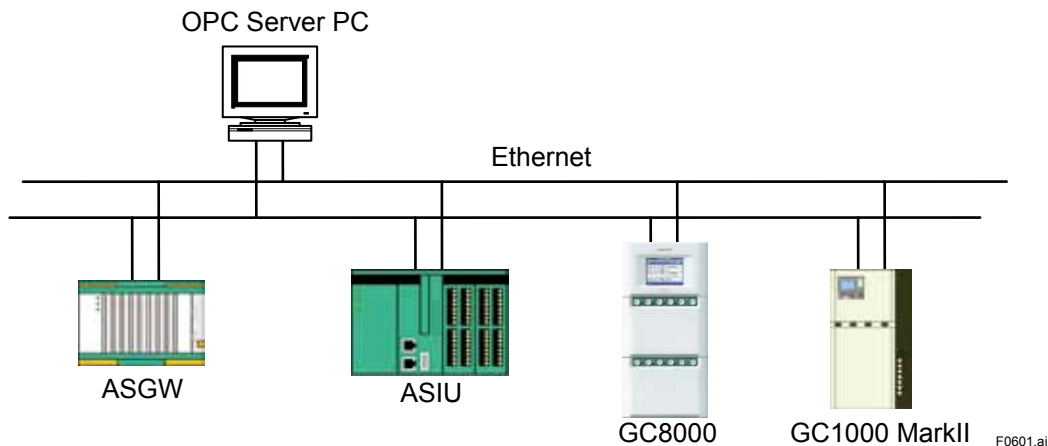 OPC Server PC
Ethernet
ASGW
ASIU
GC8000
GC1000 MarkII
F0601.ai